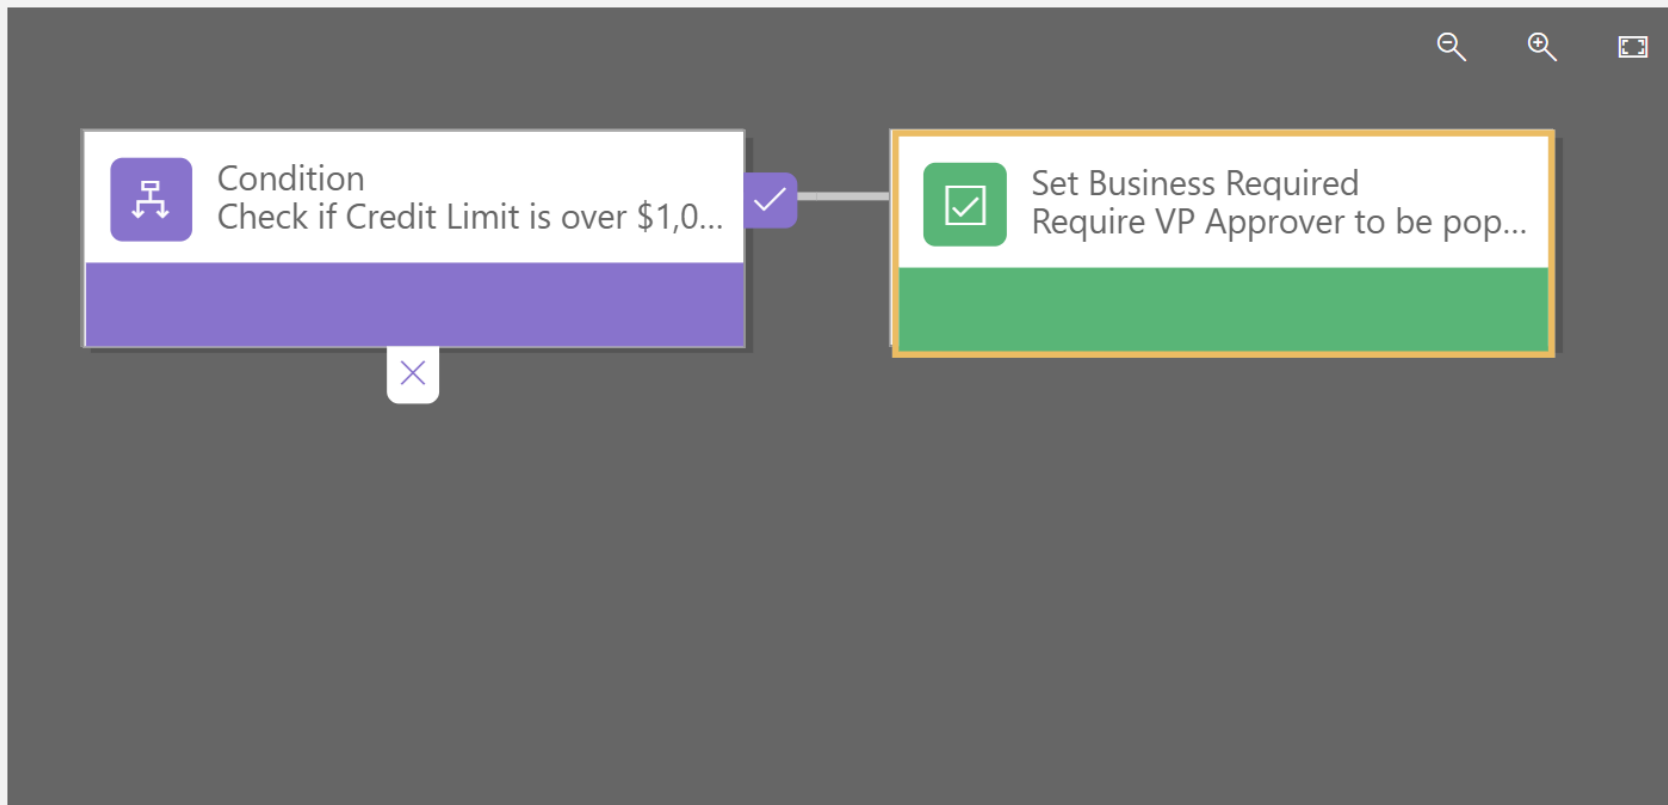 Condition
Check if Credit Limit is over $1,0...
Set Business Required
Require VP Approver to be pop...